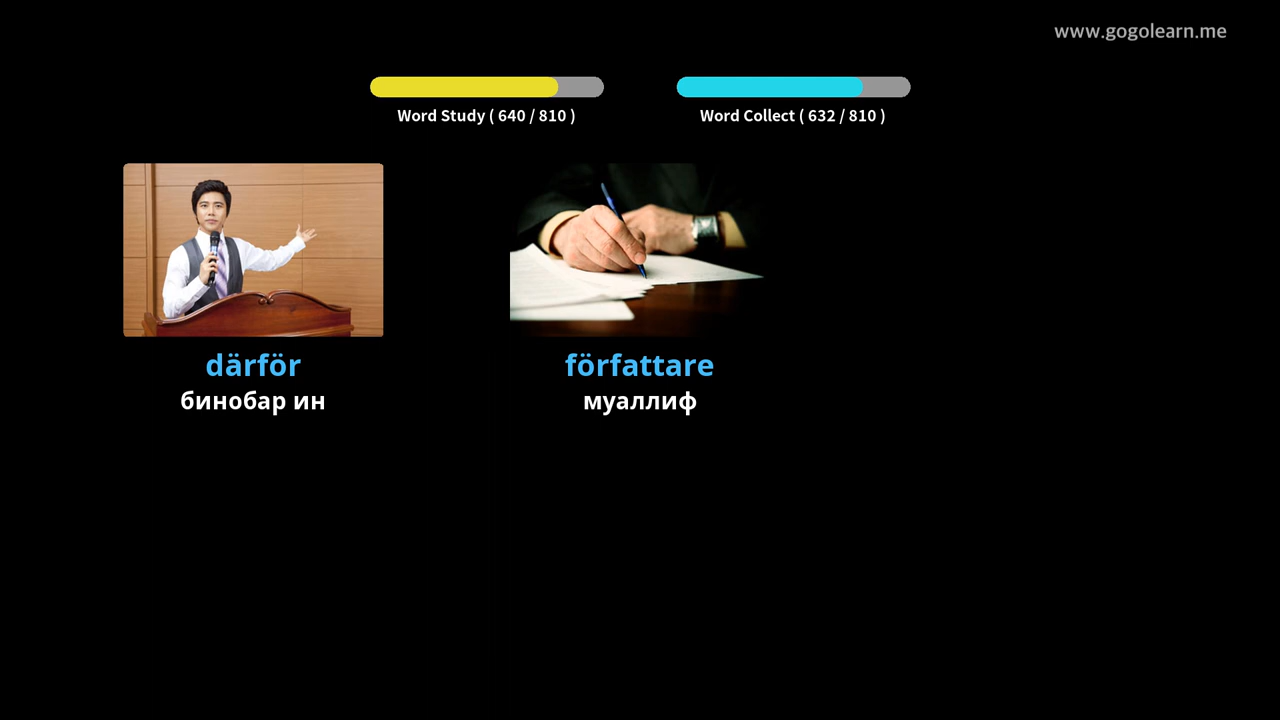 www.gogolearn.me
Word Study ( 640 / 810 )
Word Collect ( 632 / 810 )
därför
бинобар ин
författare
муаллиф